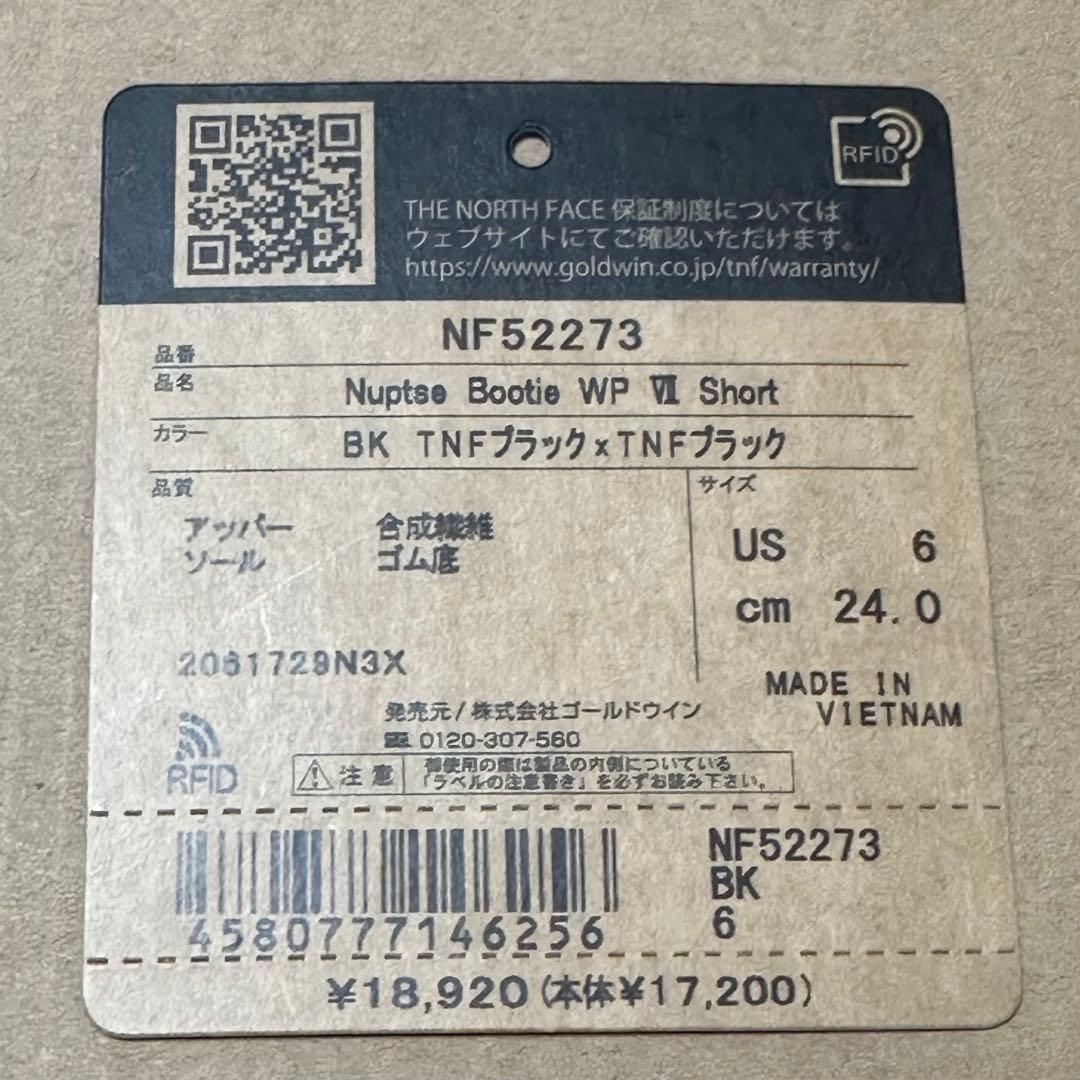 RFID
THE NORTH FACE 保証制度については
ウェブサイトにてご確認いただけます。
https://www.goldwin.co.jp/tnf/warranty/
品番 NF52273
品名 Nuptse Bootie WP Ⅶ Short
カラー BK TNFブラック×TNFブラック
品質
アッパー 合成繊維
ソール ゴム底
サイズ
US 6
cm 24.0
2061729N3X
MADE IN
VIETNAM
発売元/株式会社ゴールドウイン
0120-307-560
RFID
注意
御使用の際は製品の内側についている
「ラベルの注意書き」を必ずお読み下さい。
4580777146256
NF52273
BK
6
¥18,920(本体¥17,200)